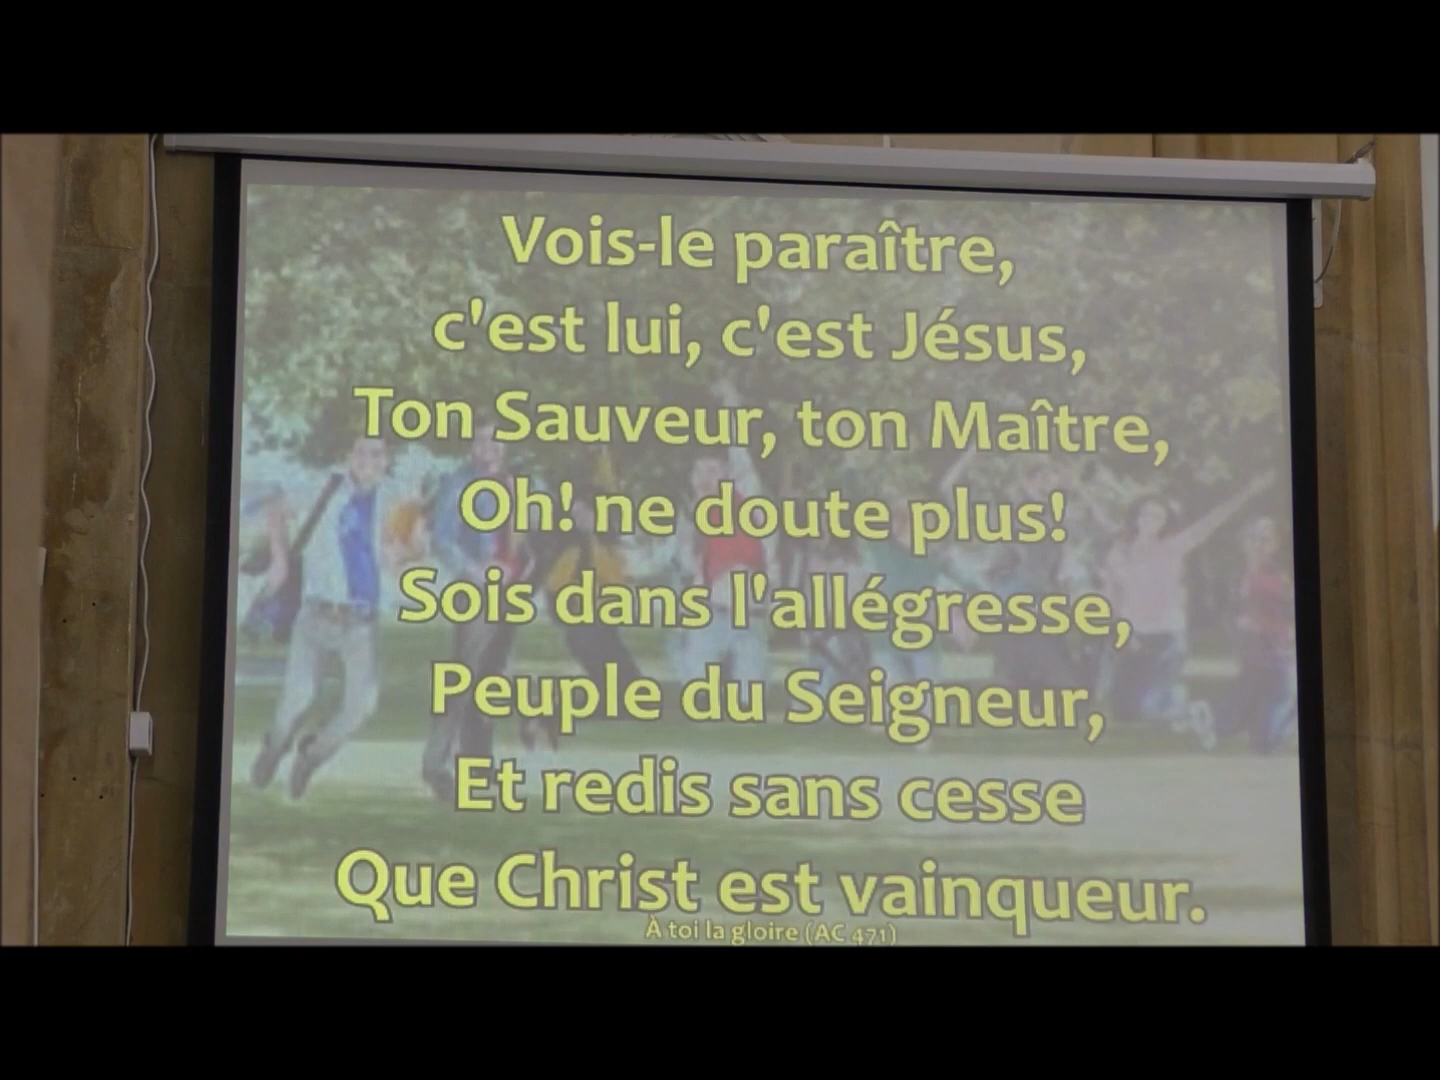 Vois-le paraître,
c'est lui, c'est Jésus,
Ton Sauveur, ton Maître,
Oh! ne doute plus!
Sois dans l'allégresse,
Peuple du Seigneur,
Et redis sans cesse
Que Christ est vainqueur.
À toi la gloire (AC 471)